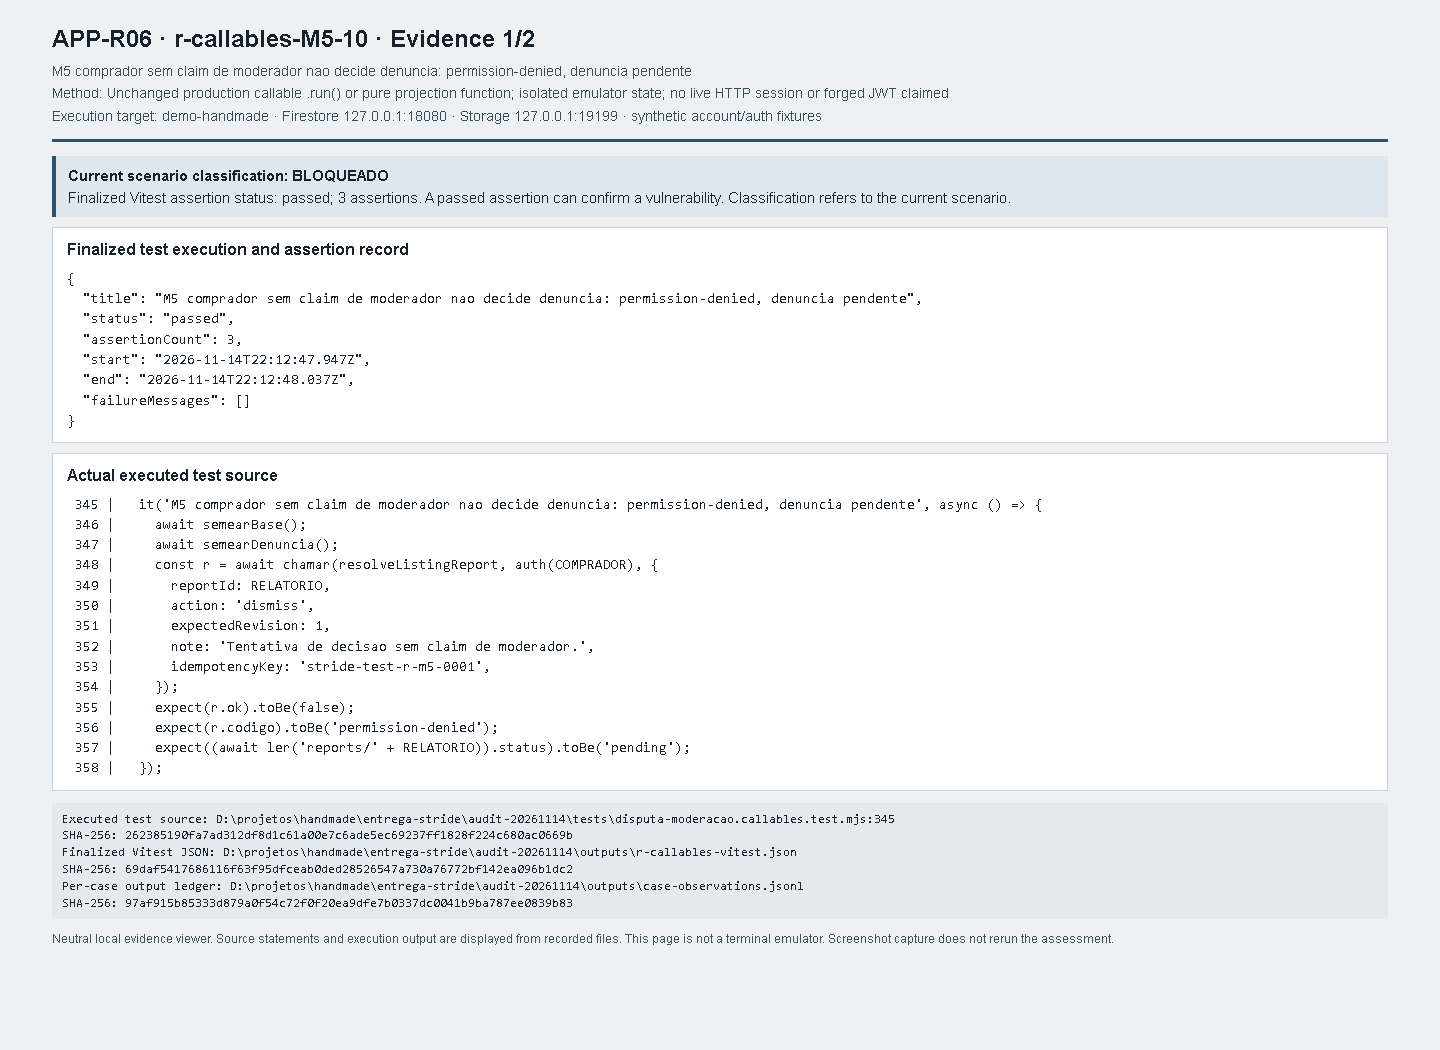 APP-R06 · r-callables-M5-10 · Evidence 1/2
M5 comprador sem claim de moderador nao decide denuncia: permission-denied, denuncia pendente
Method: Unchanged production callable .run() or pure projection function; isolated emulator state; no live HTTP session or forged JWT claimed
Execution target: demo-handmade · Firestore 127.0.0.1:18080 · Storage 127.0.0.1:19199 · synthetic account/auth fixtures
Current scenario classification: BLOQUEADO
Finalized Vitest assertion status: passed; 3 assertions. A passed assertion can confirm a vulnerability. Classification refers to the current scenario.
Finalized test execution and assertion record
{
  "title": "M5 comprador sem claim de moderador nao decide denuncia: permission-denied, denuncia pendente",
  "status": "passed",
  "assertionCount": 3,
  "start": "2026-11-14T22:12:47.947Z",
  "end": "2026-11-14T22:12:48.037Z",
  "failureMessages": []
}
Actual executed test source
345 |   it('M5 comprador sem claim de moderador nao decide denuncia: permission-denied, denuncia pendente', async () => {
346 |     await semearBase();
347 |     await semearDenuncia();
348 |     const r = await chamar(resolveListingReport, auth(COMPRADOR), {
349 |       reportId: RELATORIO,
350 |       action: 'dismiss',
351 |       expectedRevision: 1,
352 |       note: 'Tentativa de decisao sem claim de moderador.',
353 |       idempotencyKey: 'stride-test-r-m5-0001',
354 |     });
355 |     expect(r.ok).toBe(false);
356 |     expect(r.codigo).toBe('permission-denied');
357 |     expect((await ler('reports/' + RELATORIO)).status).toBe('pending');
358 |   });
Executed test source: D:\projetos\handmade\entrega-stride\audit-20261114\tests\disputa-moderacao.callables.test.mjs:345
SHA-256: 262385190fa7ad312df8d1c61a00e7c6ade5ec69237ff1828f224c680ac0669b
Finalized Vitest JSON: D:\projetos\handmade\entrega-stride\audit-20261114\outputs\r-callables-vitest.json
SHA-256: 69daf5417686116f63f95dfceab0ded28526547a730a76772bf142ea096b1dc2
Per-case output ledger: D:\projetos\handmade\entrega-stride\audit-20261114\outputs\case-observations.jsonl
SHA-256: 97af915b85333d879a0f54c72f0f20ea9dfe7b0337dc0041b9ba787ee0839b83
Neutral local evidence viewer. Source statements and execution output are displayed from recorded files. This page is not a terminal emulator. Screenshot capture does not rerun the assessment.